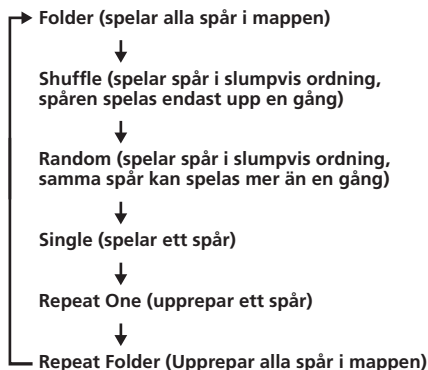 Folder (spelar alla spår i mappen)
Shuffle (spelar spår i slumpvis ordning,
spåren spelas endast upp en gång)
Random (spelar spår i slumpvis ordning,
samma spår kan spelas mer än en gång)
Single (spelar ett spår)
Repeat One (upprepar ett spår)
Repeat Folder (Upprepar alla spår i mappen)